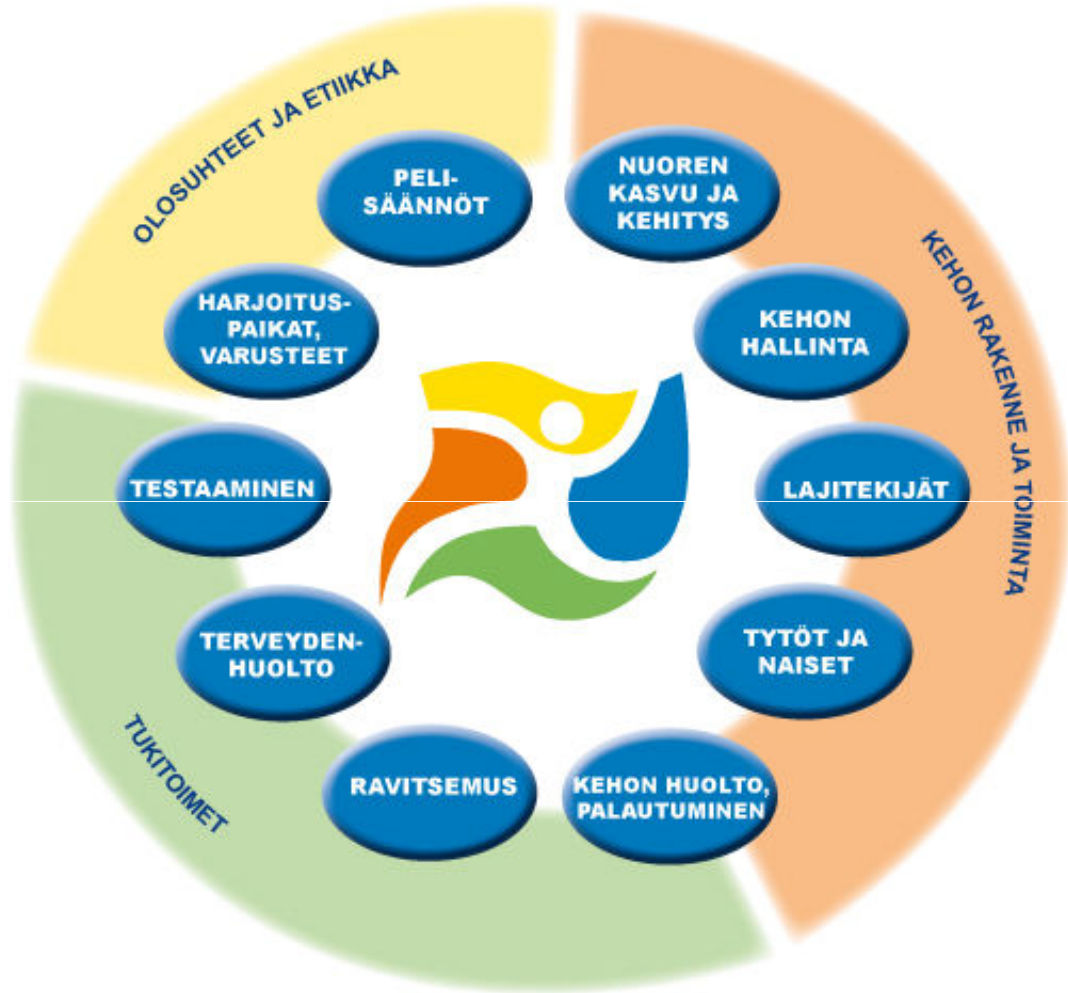 OLOSUHTEET JA ETIIKKA
PELI-
SÄÄNNÖT
HARJOITUS-
PAIKAT,
VARUSTEET
KEHON RAKENNE JA TOIMINTA
NUOREN
KASVU JA
KEHITYS
KEHON
HALLINTA
LAJITEKIJÄT
TYTÖT JA
NAISET
TUKITOIMET
TESTAAMINEN
TERVEYDEN-
HUOLTO
RAVITSEMUS
KEHON HUOLTO,
PALAUTUMINEN